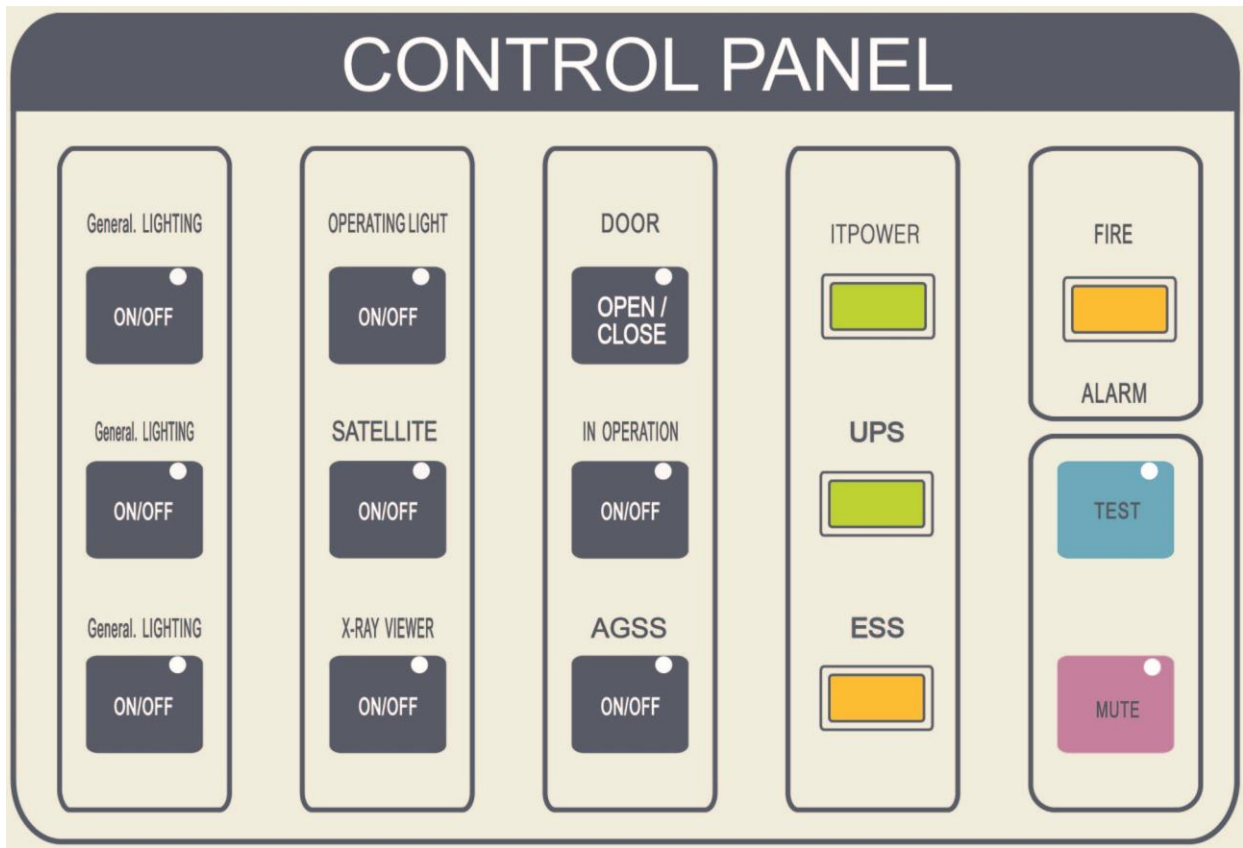 CONTROL PANEL
General. LIGHTING
ON/OFF
General. LIGHTING
ON/OFF
General. LIGHTING
ON/OFF
OPERATING LIGHT
ON/OFF
SATELLITE
ON/OFF
X-RAY VIEWER
ON/OFF
DOOR
OPEN /
CLOSE
IN OPERATION
ON/OFF
AGSS
ON/OFF
ITPOWER
UPS
ESS
FIRE
ALARM
TEST
MUTE